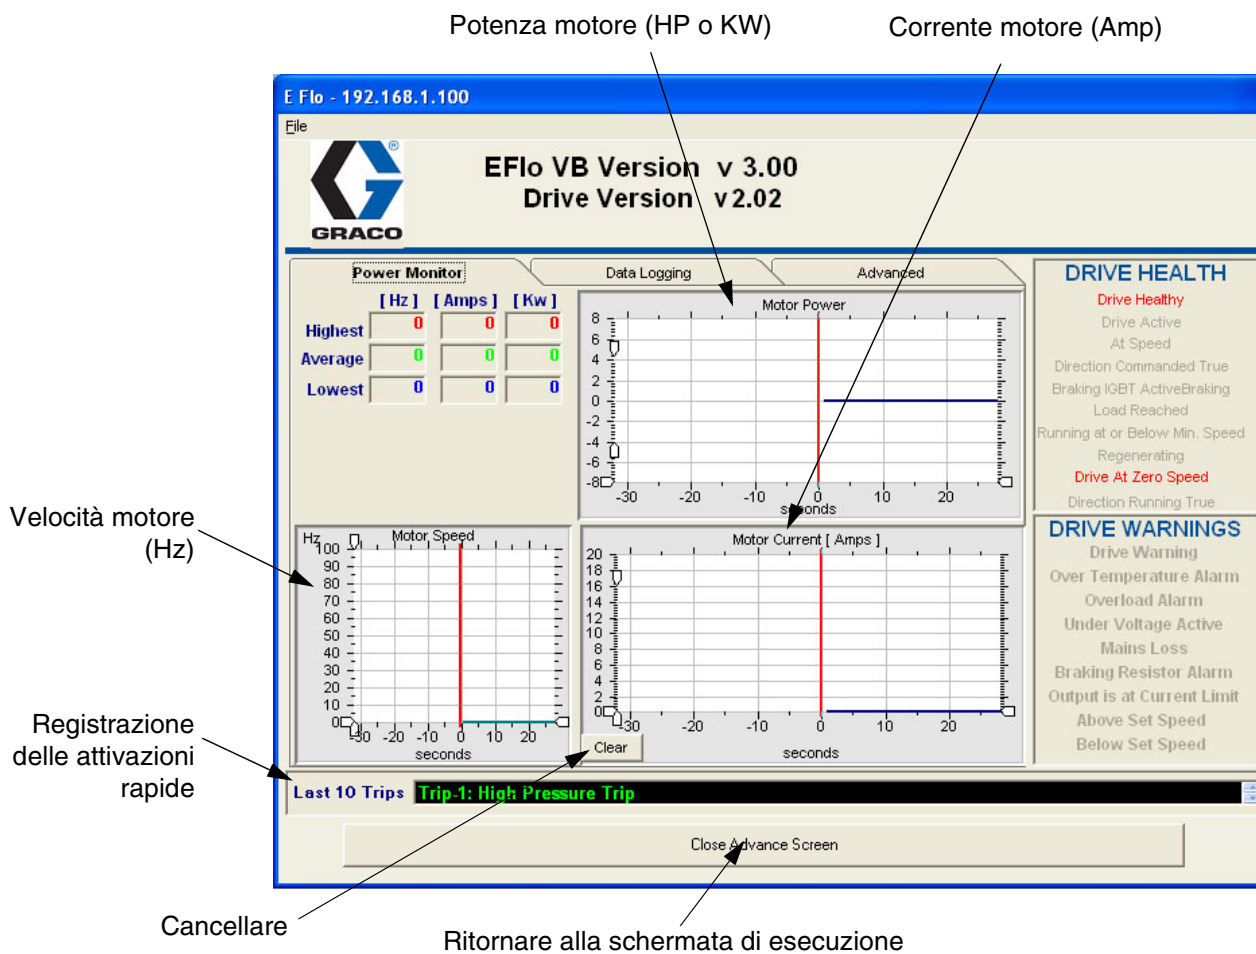 Potenza motore (HP o KW)
Corrente motore (Amp)
E Flo - 192.168.1.100
File
GRACO
®
EFlo VB Version v 3.00
Drive Version v2.02
Power Monitor
Data Logging
Advanced
[ Hz ] [ Amps ] [ Kw ]
Highest 0 0 0
Average 0 0 0
Lowest 0 0 0
Motor Power
8
6
4
2
0
-2
-4
-6
-8
-30 -20 -10 0 10 20
seconds
DRIVE HEALTH
Drive Healthy
Drive Active
At Speed
Direction Commanded True
Braking IGBT ActiveBraking
Load Reached
Running at or Below Min. Speed
Regenerating
Drive At Zero Speed
Direction Running True
Velocità motore
(Hz)
Hz
Motor Speed
100
90
80
70
60
50
40
30
20
10
0
-30 -20 -10 0 10 20
seconds
Motor Current [ Amps ]
20
18
16
14
12
10
8
6
4
2
0
-30 -20 -10 0 10 20
seconds
Clear
DRIVE WARNINGS
Drive Warning
Over Temperature Alarm
Overload Alarm
Under Voltage Active
Mains Loss
Braking Resistor Alarm
Output is at Current Limit
Above Set Speed
Below Set Speed
Registrazione
delle attivazioni
rapide
Last 10 Trips Trip-1: High Pressure Trip
Close Advance Screen
Cancellare
Ritornare alla schermata di esecuzione